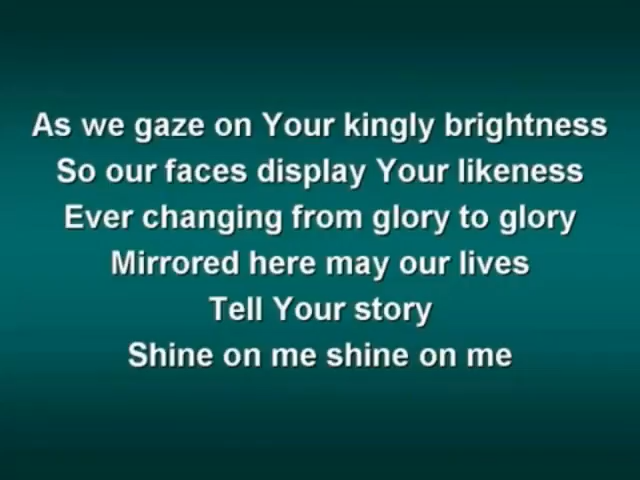 As we gaze on Your kingly brightness
So our faces display Your likeness
Ever changing from glory to glory
Mirrored here may our lives
Tell Your story
Shine on me shine on me